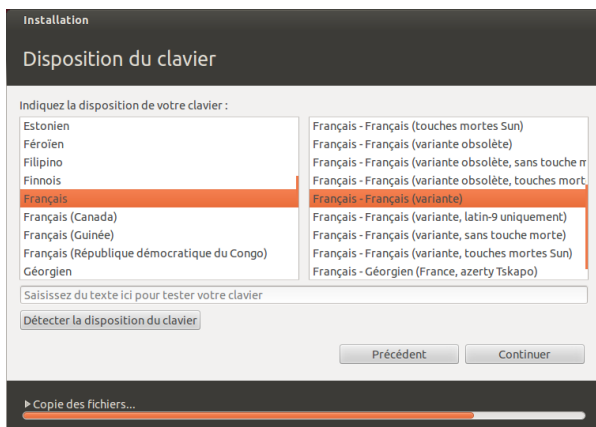 Installation
Disposition du clavier
Indiquez la disposition de votre clavier :
Estonien
Féroïen
Filipino
Finnois
Français
Français (Canada)
Français (Guinée)
Français (République démocratique du Congo)
Géorgien
Français - Français (touches mortes Sun)
Français - Français (variante obsolète)
Français - Français (variante obsolète, sans touche m
Français - Français (variante obsolète, touches mort
Français - Français (variante)
Français - Français (variante, latin-9 uniquement)
Français - Français (variante, sans touche morte)
Français - Français (variante, touches mortes Sun)
Français - Géorgien (France, azerty Tskapo)
Saisissez du texte ici pour tester votre clavier
Détecter la disposition du clavier
Précédent
Continuer
Copie des fichiers...